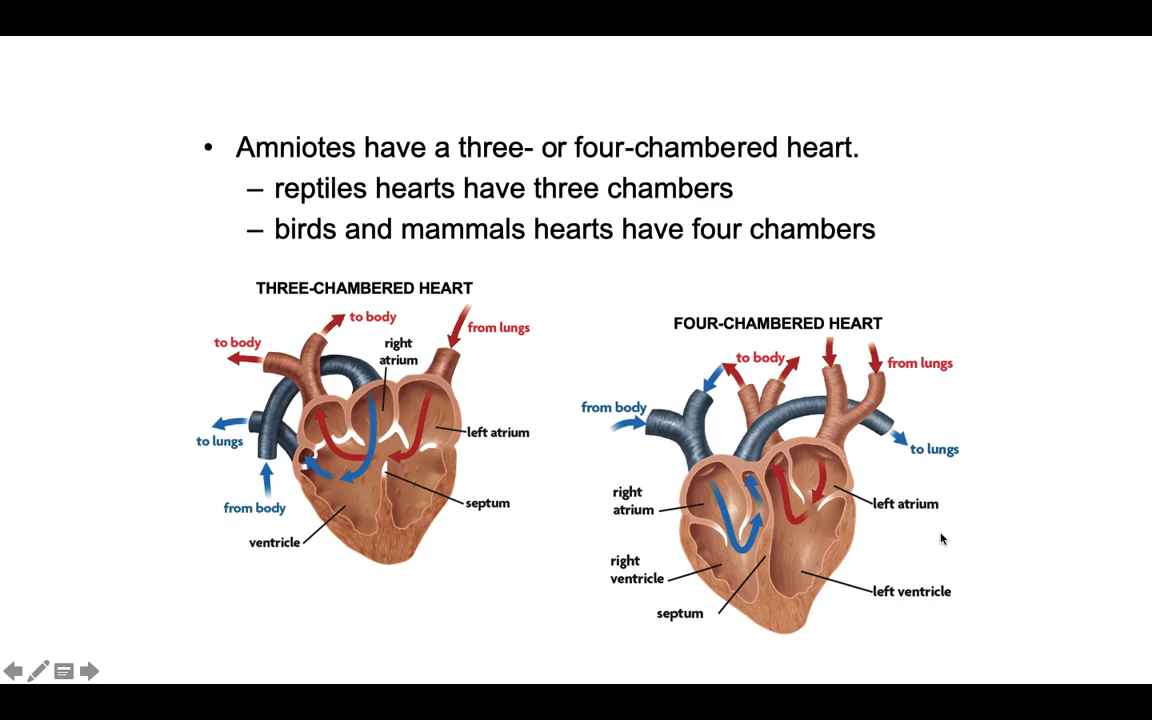 • Amniotes have a three- or four-chambered heart.
– reptiles hearts have three chambers
– birds and mammals hearts have four chambers
THREE-CHAMBERED HEART
to body
to body
from lungs
right
atrium
to lungs
left atrium
from body
septum
ventricle
FOUR-CHAMBERED HEART
to body
from lungs
from body
to lungs
right
atrium
left atrium
right
ventricle
left ventricle
septum